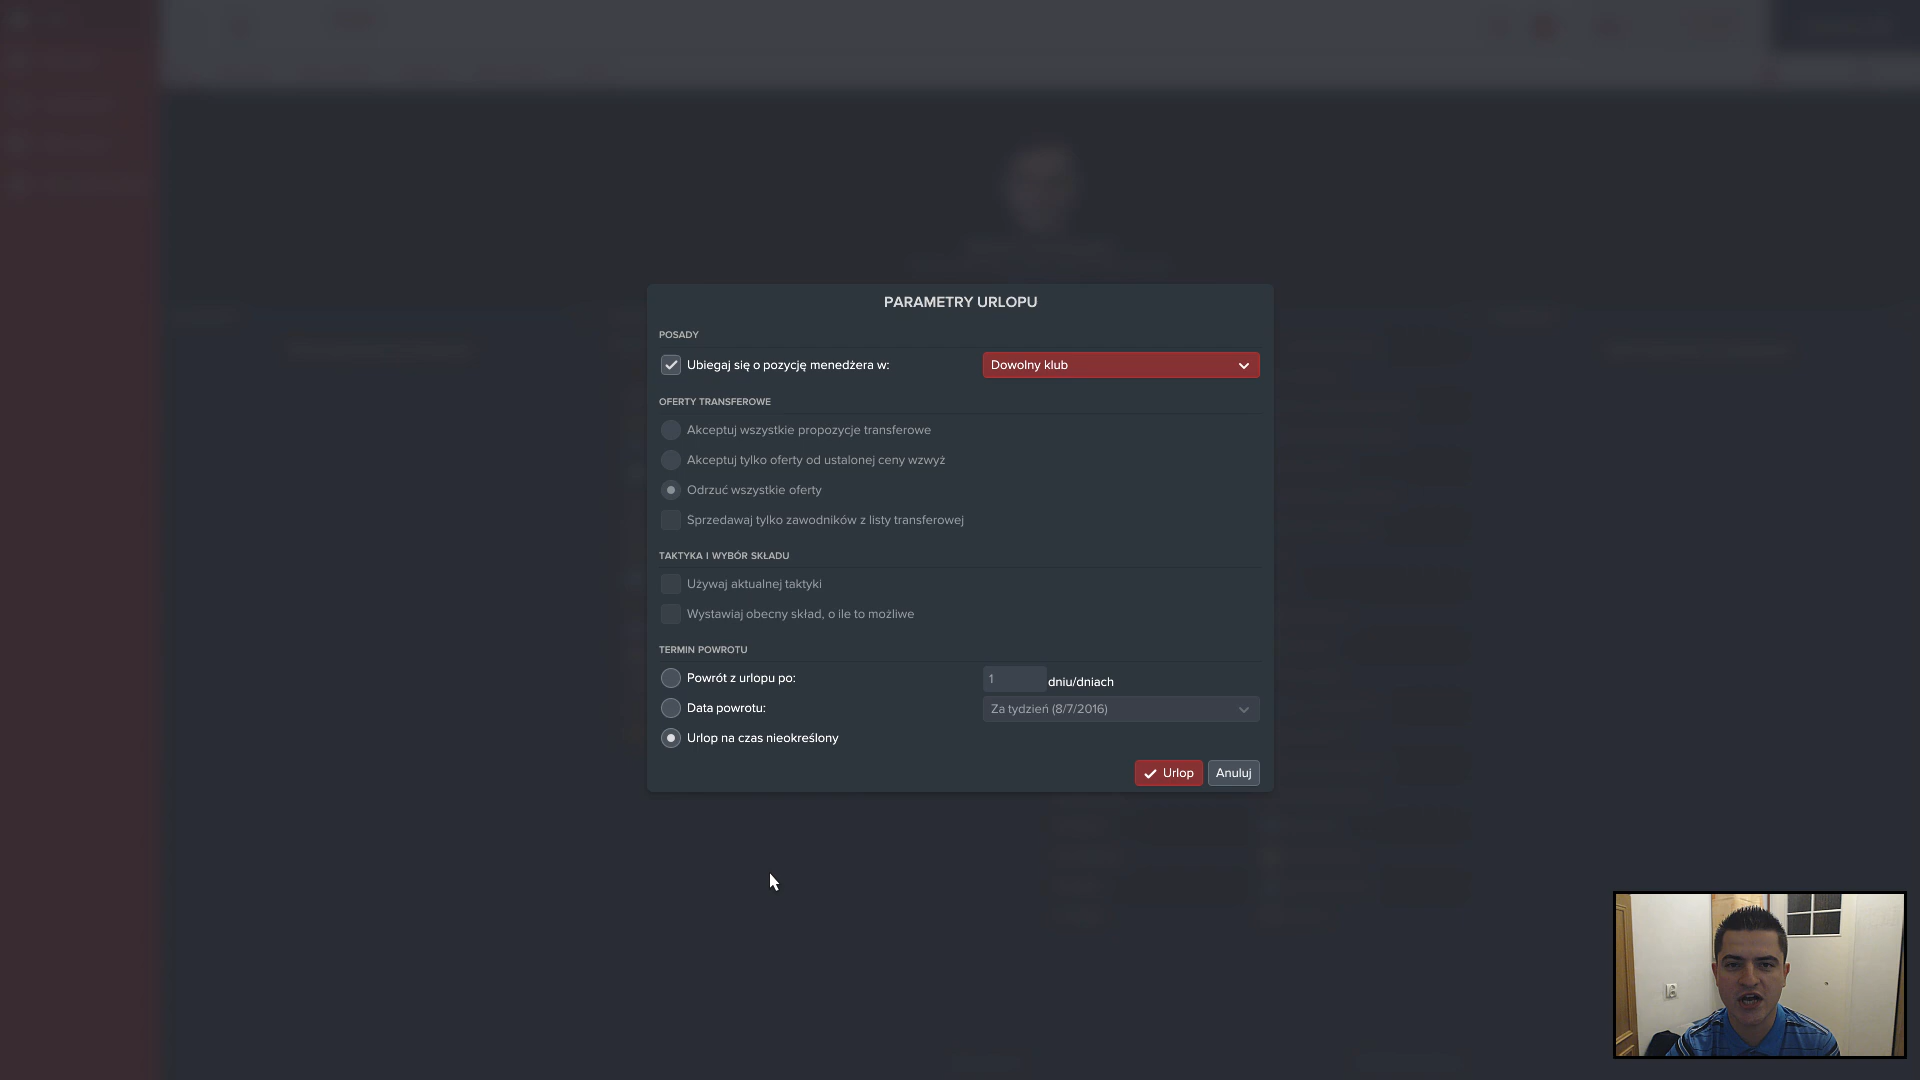 PARAMETRY URLOPU
POSADY
Ubiegaj się o pozycję menedżera w:
Dowolny klub
OFERTY TRANSFEROWE
Akceptuj wszystkie propozycje transferowe
Akceptuj tylko oferty od ustalonej ceny wzwyż
Odrzuć wszystkie oferty
Sprzedawaj tylko zawodników z listy transferowej
TAKTYKA I WYBÓR SKŁADU
Używaj aktualnej taktyki
Wystawiaj obecny skład, o ile to możliwe
TERMIN POWROTU
Powrót z urlopu po:
1 dniu/dniach
Data powrotu:
Za tydzień (8/7/2016)
Urlop na czas nieokreślony
Urlop
Anuluj